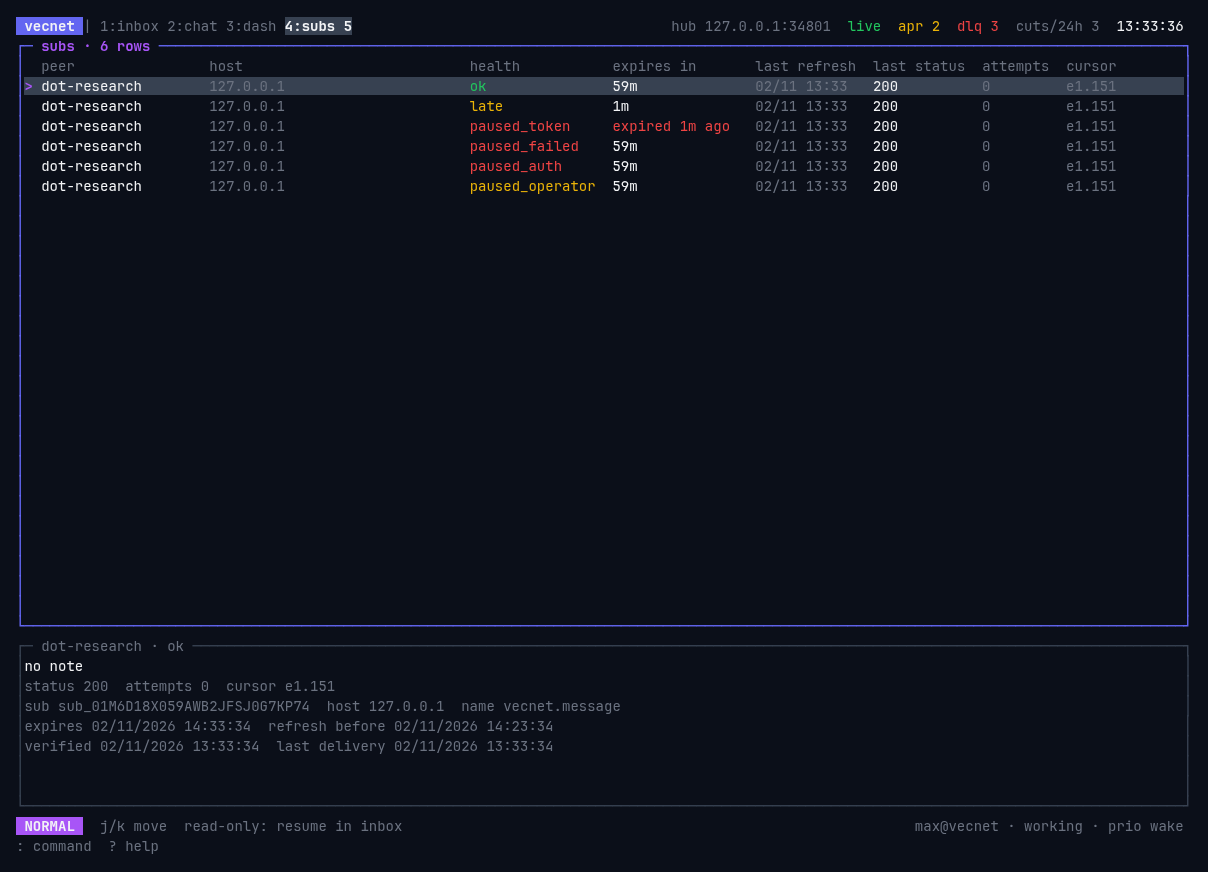 vecnet | 1:inbox 2:chat 3:dash 4:subs 5 hub 127.0.0.1:34801 live apr 2 dlq 3 cuts/24h 3 13:33:36
subs · 6 rows
peer host health expires in last refresh last status attempts cursor
> dot-research 127.0.0.1 ok 59m 02/11 13:33 200 0 e1.151
dot-research 127.0.0.1 late 1m 02/11 13:33 200 0 e1.151
dot-research 127.0.0.1 paused_token expired 1m ago 02/11 13:33 200 0 e1.151
dot-research 127.0.0.1 paused_failed 59m 02/11 13:33 200 0 e1.151
dot-research 127.0.0.1 paused_auth 59m 02/11 13:33 200 0 e1.151
dot-research 127.0.0.1 paused_operator 59m 02/11 13:33 200 0 e1.151
dot-research · ok
no note
status 200 attempts 0 cursor e1.151
sub sub_01M6D18X059AWB2JFSJ0G7KP74 host 127.0.0.1 name vecnet.message
expires 02/11/2026 14:33:34 refresh before 02/11/2026 14:23:34
verified 02/11/2026 13:33:34 last delivery 02/11/2026 13:33:34
NORMAL j/k move read-only: resume in inbox max@vecnet · working · prio wake
: command ? help